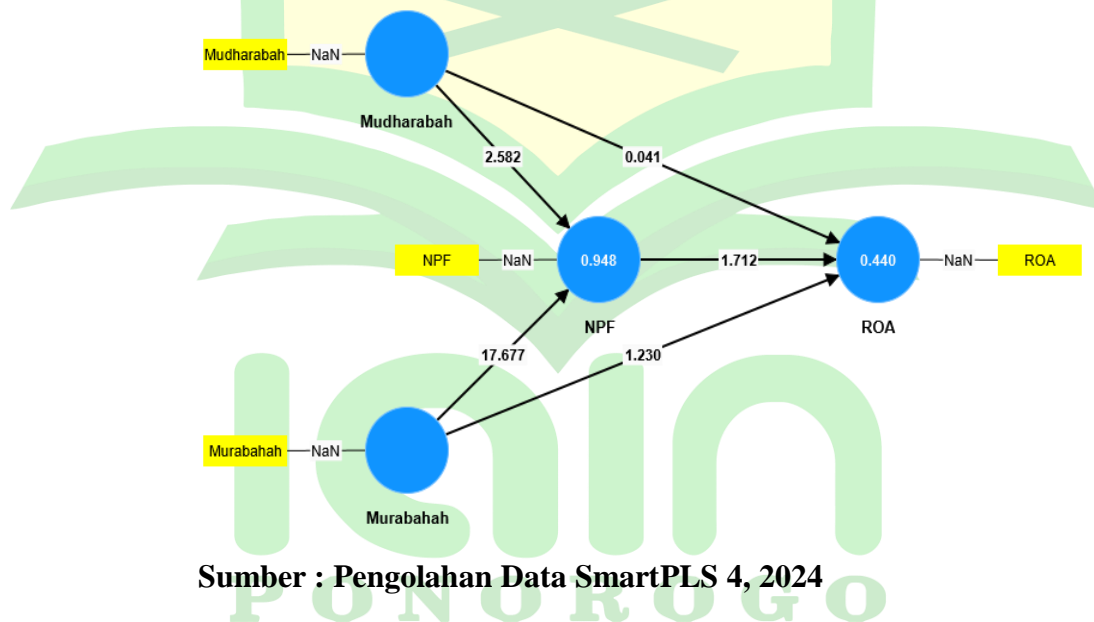 Mudharabah
NaN
Mudharabah
2.582
0.041
NPF
NaN
0.948
NPF
1.712
0.440
ROA
NaN
ROA
17.677
1.230
Murabahah
NaN
Murabahah
iain
Sumber : Pengolahan Data SmartPLS 4, 2024
PONOROGO